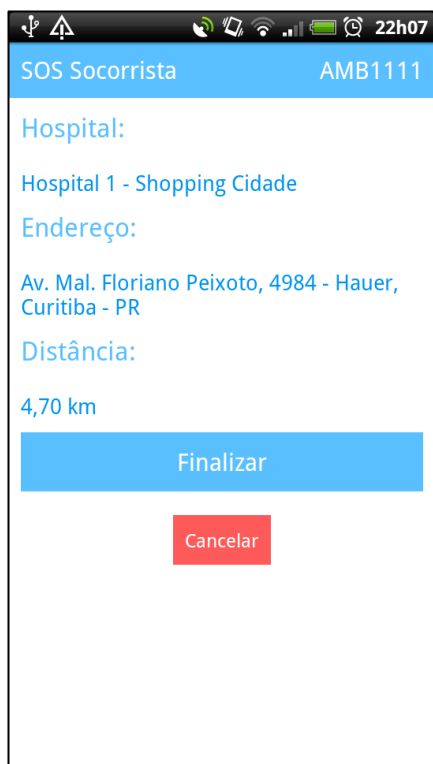 22h07
SOS Socorrista AMB1111
Hospital:
Hospital 1 - Shopping Cidade
Endereço:
Av. Mal. Floriano Peixoto, 4984 - Hauer,
Curitiba - PR
Distância:
4,70 km
Finalizar
Cancelar